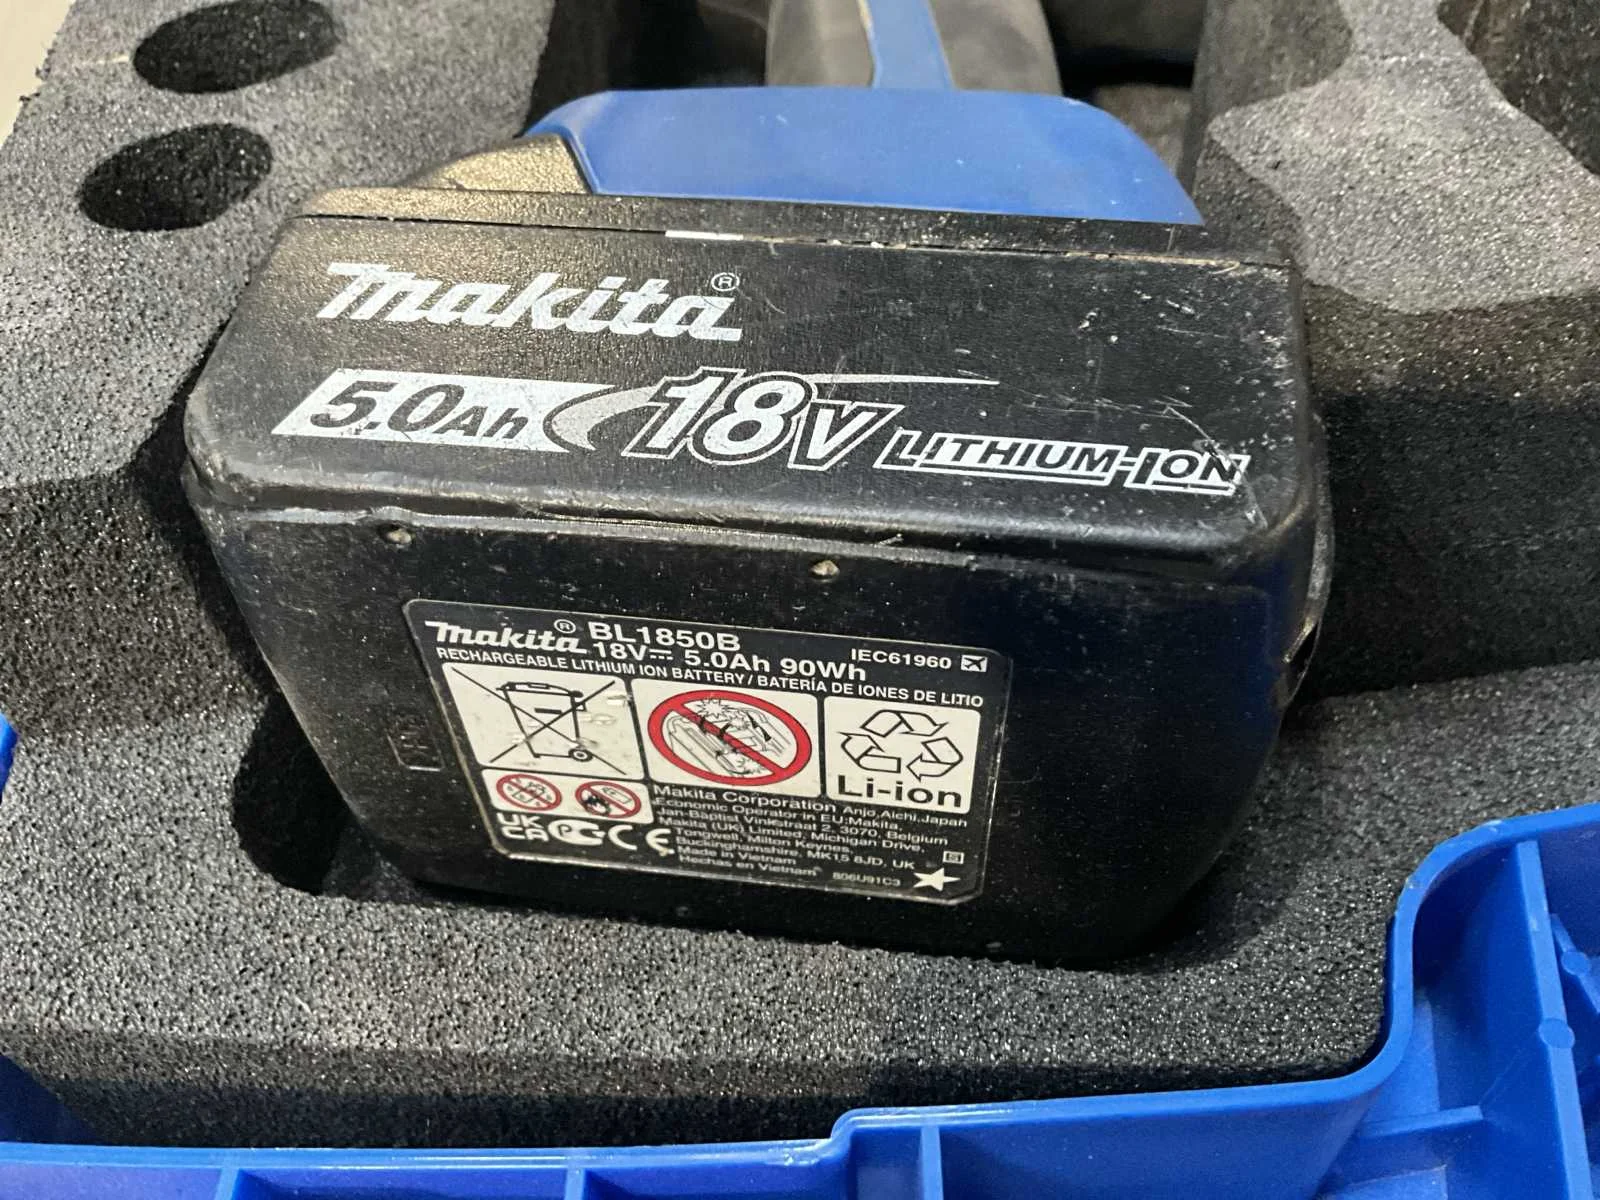 makita®
5.0Ah 18V LITHIUM-ION
makita® BL1850B
18V⎓ 5.0Ah 90Wh IEC61960
RECHARGEABLE LITHIUM ION BATTERY / BATERÍA DE IONES DE LITIO
Li-ion
Makita Corporation Anjo, Aichi, Japan
Economic Operator in EU: Makita,
Jan-Baptist Vinkstraat 2, 3070, Belgium
Makita (UK) Limited, Michigan Drive,
Tongwell, Milton Keynes,
Buckinghamshire, MK15 8JD, UK
Made in Vietnam
Hecho en Vietnam
806U91C3
UK
CA
CE